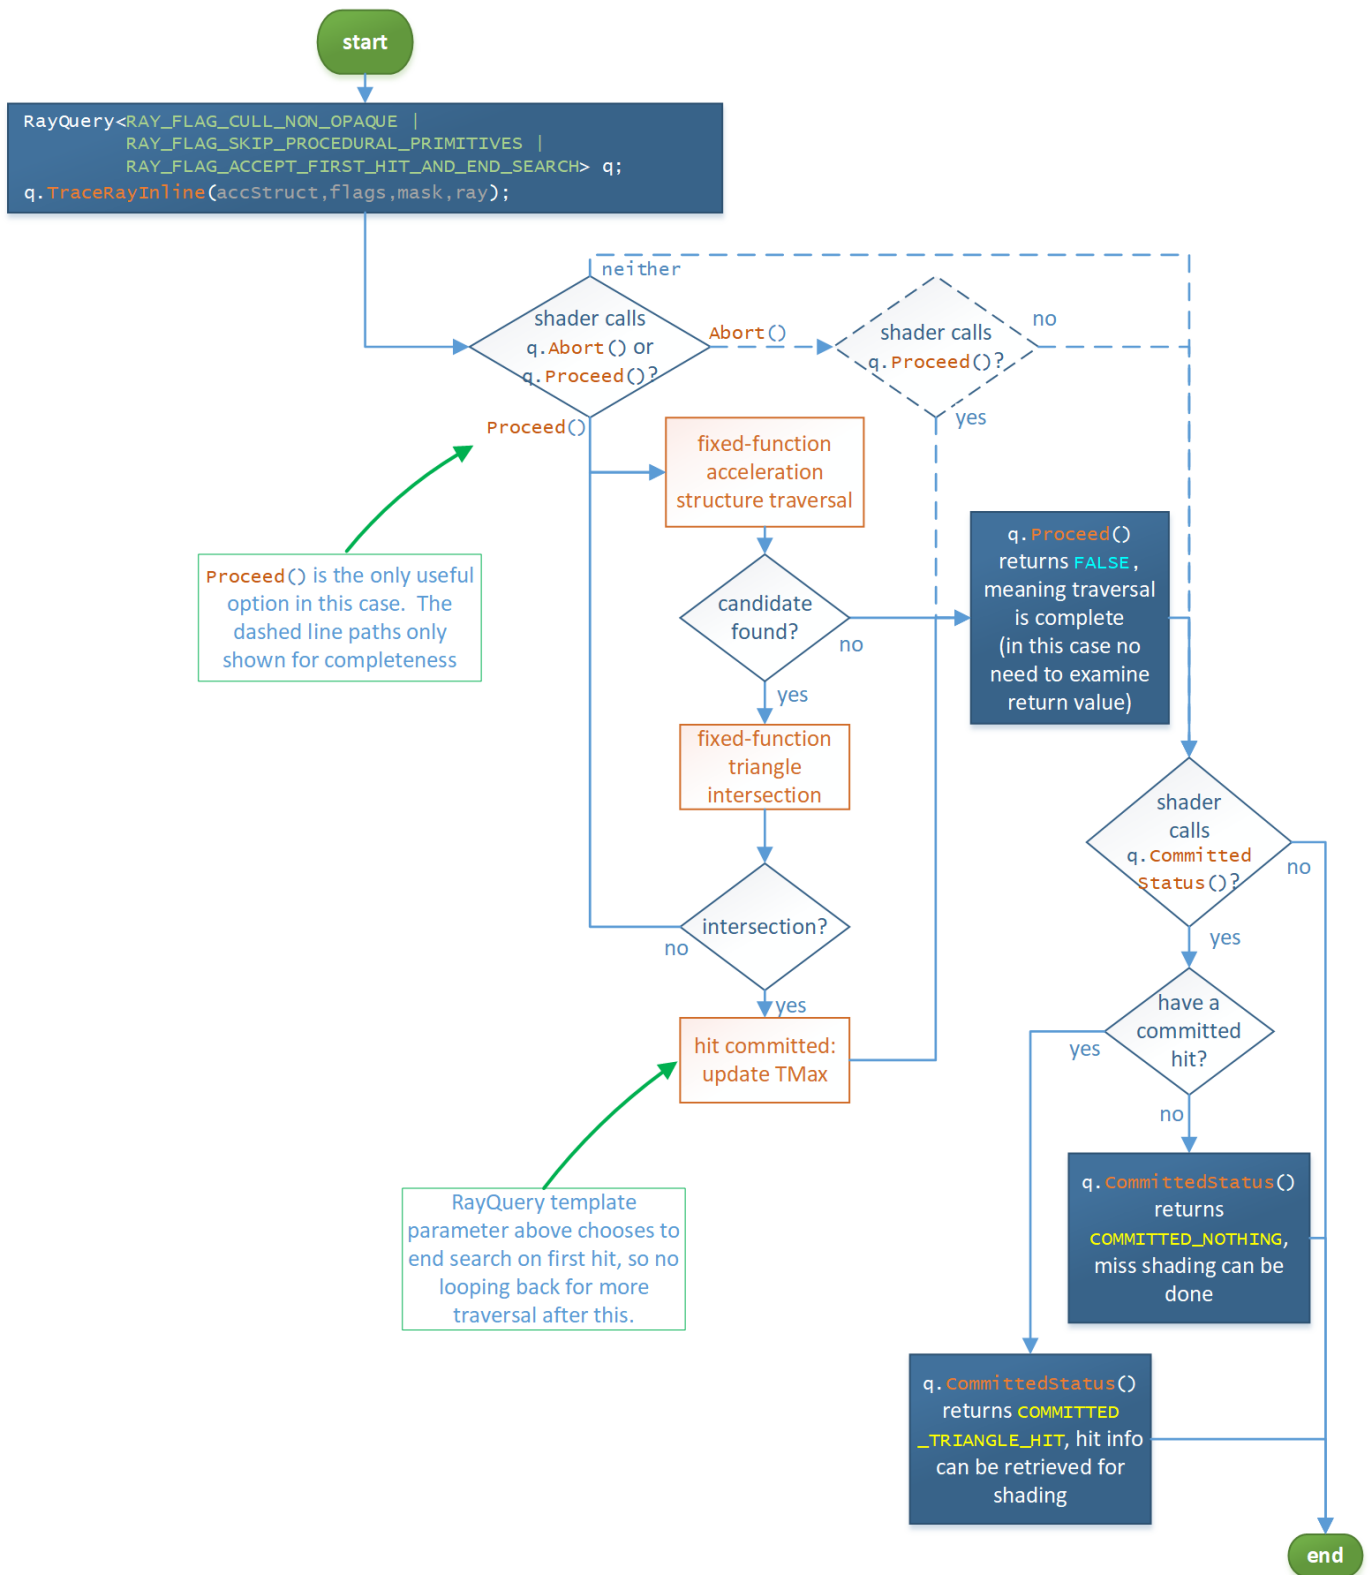 start
RayQuery<RAY_FLAG_CULL_NON_OPAQUE |
RAY_FLAG_SKIP_PROCEDURAL_PRIMITIVES |
RAY_FLAG_ACCEPT_FIRST_HIT_AND_END_SEARCH> q;
q.TraceRayInline(accStruct,flags,mask,ray);
neither
shader calls
q.Abort() or
q.Proceed()?
Abort()
shader calls
q.Proceed()?
no
yes
Proceed()
fixed-function
acceleration
structure traversal
Proceed() is the only useful
option in this case. The
dashed line paths only
shown for completeness
candidate
found?
no
yes
q.Proceed()
returns FALSE,
meaning traversal
is complete
(in this case no
need to examine
return value)
fixed-function
triangle
intersection
shader
calls
q.Committed
Status()?
no
yes
intersection?
no
yes
hit committed:
update TMax
have a
committed
hit?
yes
no
RayQuery template
parameter above chooses to
end search on first hit, so no
looping back for more
traversal after this.
q.CommittedStatus()
returns
COMMITTED_NOTHING,
miss shading can be
done
q.CommittedStatus()
returns COMMITTED
_TRIANGLE_HIT, hit info
can be retrieved for
shading
end